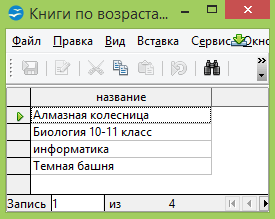 Книги по возраста...
Файл Правка Вид Вставка Сервис Окно
название
Алмазная колесница
Биология 10-11 класс
информатика
Темная башня
Запись 1 из 4